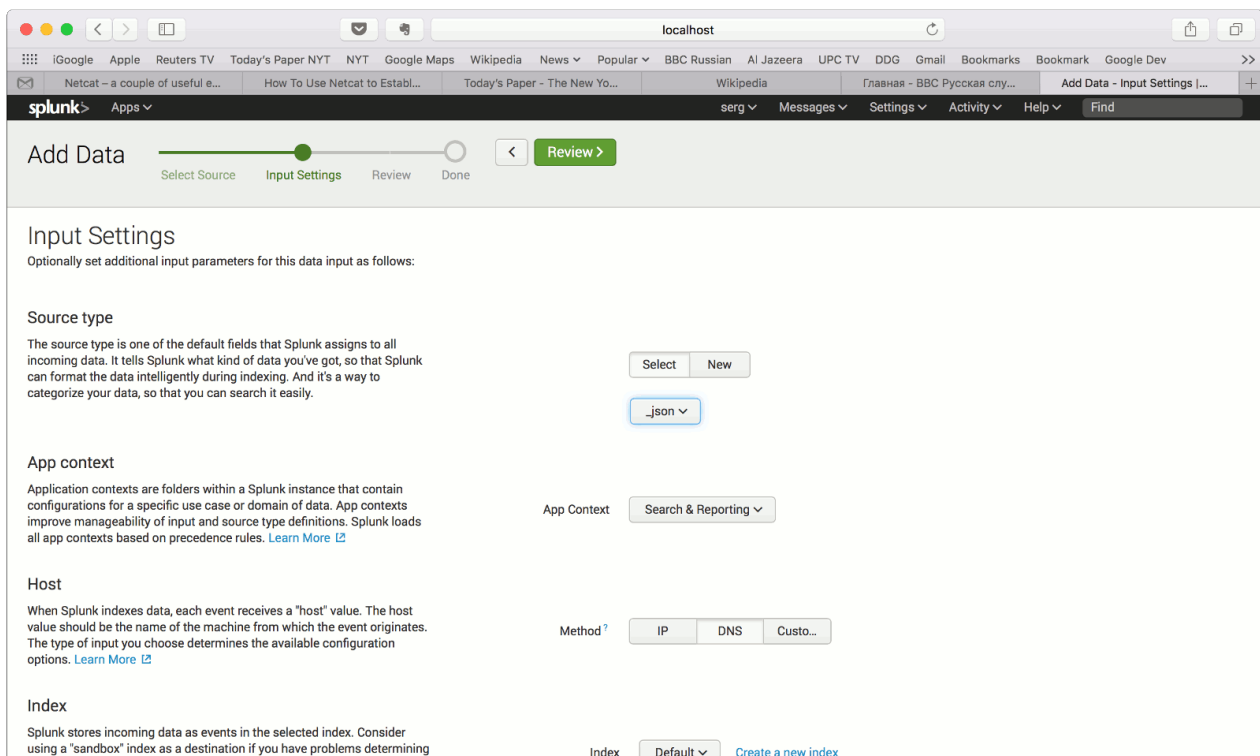 localhost
iGoogle Apple Reuters TV Today's Paper NYT NYT Google Maps Wikipedia News Popular BBC Russian Al Jazeera UPC TV DDG Gmail Bookmarks Bookmark Google Dev
Netcat – a couple of useful e... How To Use Netcat to Establ... Today's Paper - The New Yo... Wikipedia Главная - BBC Русская слу... Add Data - Input Settings |...
splunk> Apps serg Messages Settings Activity Help Find
Add Data Review >
Select Source Input Settings Review Done
Input Settings
Optionally set additional input parameters for this data input as follows:
Source type
The source type is one of the default fields that Splunk assigns to all
incoming data. It tells Splunk what kind of data you've got, so that Splunk
can format the data intelligently during indexing. And it's a way to
categorize your data, so that you can search it easily.
Select New
_json
App context
Application contexts are folders within a Splunk instance that contain
configurations for a specific use case or domain of data. App contexts
improve manageability of input and source type definitions. Splunk loads
all app contexts based on precedence rules. Learn More
App Context Search & Reporting
Host
When Splunk indexes data, each event receives a "host" value. The host
value should be the name of the machine from which the event originates.
The type of input you choose determines the available configuration
options. Learn More
Method ? IP DNS Custo...
Index
Splunk stores incoming data as events in the selected index. Consider
using a "sandbox" index as a destination if you have problems determining
Index Default Create a new index